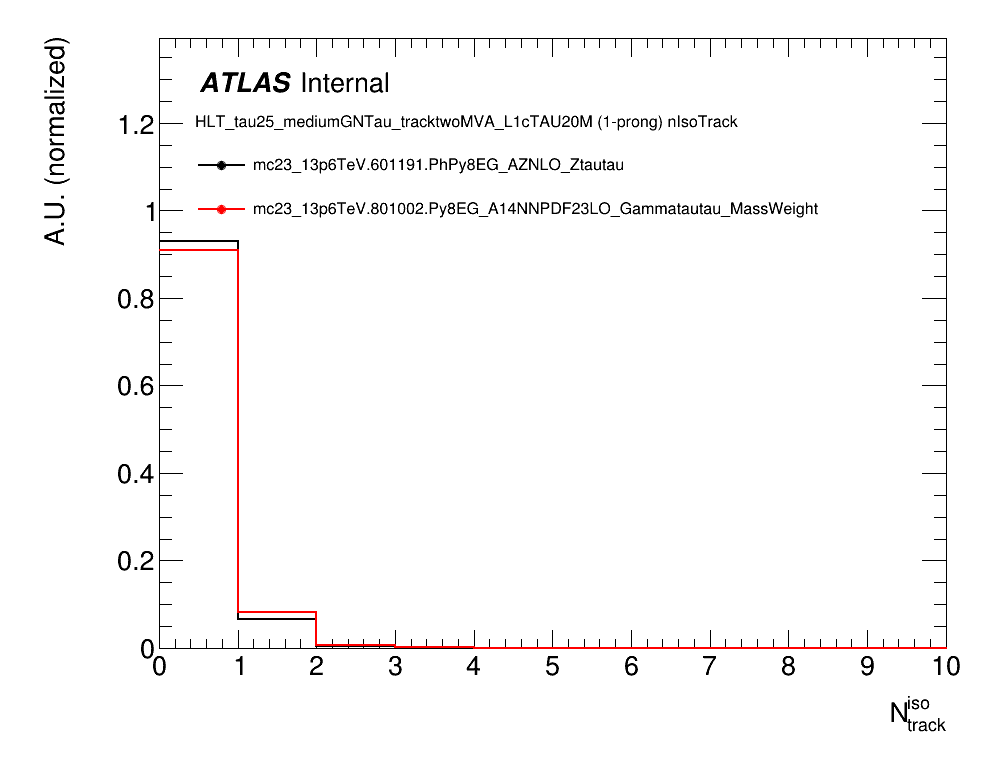 A.U. (normalized)
ATLAS Internal
HLT_tau25_mediumGNTau_tracktwoMVA_L1cTAU20M (1-prong) nIsoTrack
mc23_13p6TeV.601191.PhPy8EG_AZNLO_Ztautau
mc23_13p6TeV.801002.Py8EG_A14NNPDF23LO_Gammatautau_MassWeight
1.2
1
0.8
0.6
0.4
0.2
0
0 1 2 3 4 5 6 7 8 9 10
N iso track